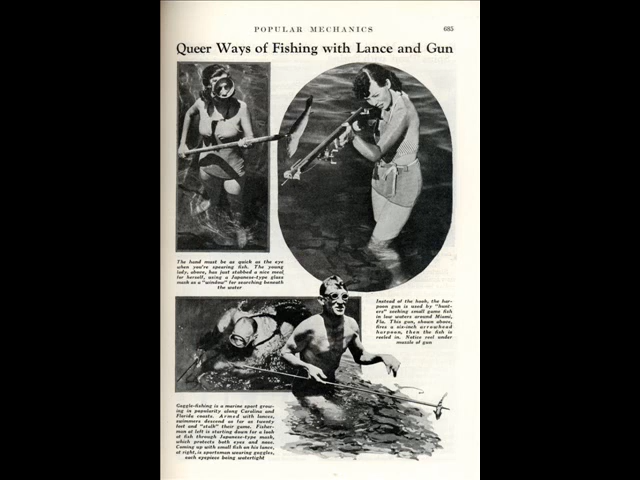 POPULAR MECHANICS 685
Queer Ways of Fishing with Lance and Gun
The hand must be as quick as the eye
when you're spearing fish. The young
lady, above, has just stabbed a nice meal
for herself, using a Japanese-type glass
mask as a "window" for searching beneath
the water
Instead of the hook, the har-
poon gun is used by "hunt-
ers" seeking small game fish
in low waters around Miami,
Fla. This gun, shown above,
fires a six-inch arrowhead
harpoon, then the fish is
reeled in. Notice reel under
muzzle of gun
Goggle-fishing is a marine sport grow-
ing in popularity along Carolina and
Florida coasts. Armed with lances,
swimmers descend as far as twenty
feet and "stalk" their game. Fisher-
man at left is starting down for a look
at fish through Japanese-type mask,
which protects both eyes and nose.
Coming up with small fish on his lance,
at right, is sportsman wearing goggles,
each eyepiece being watertight